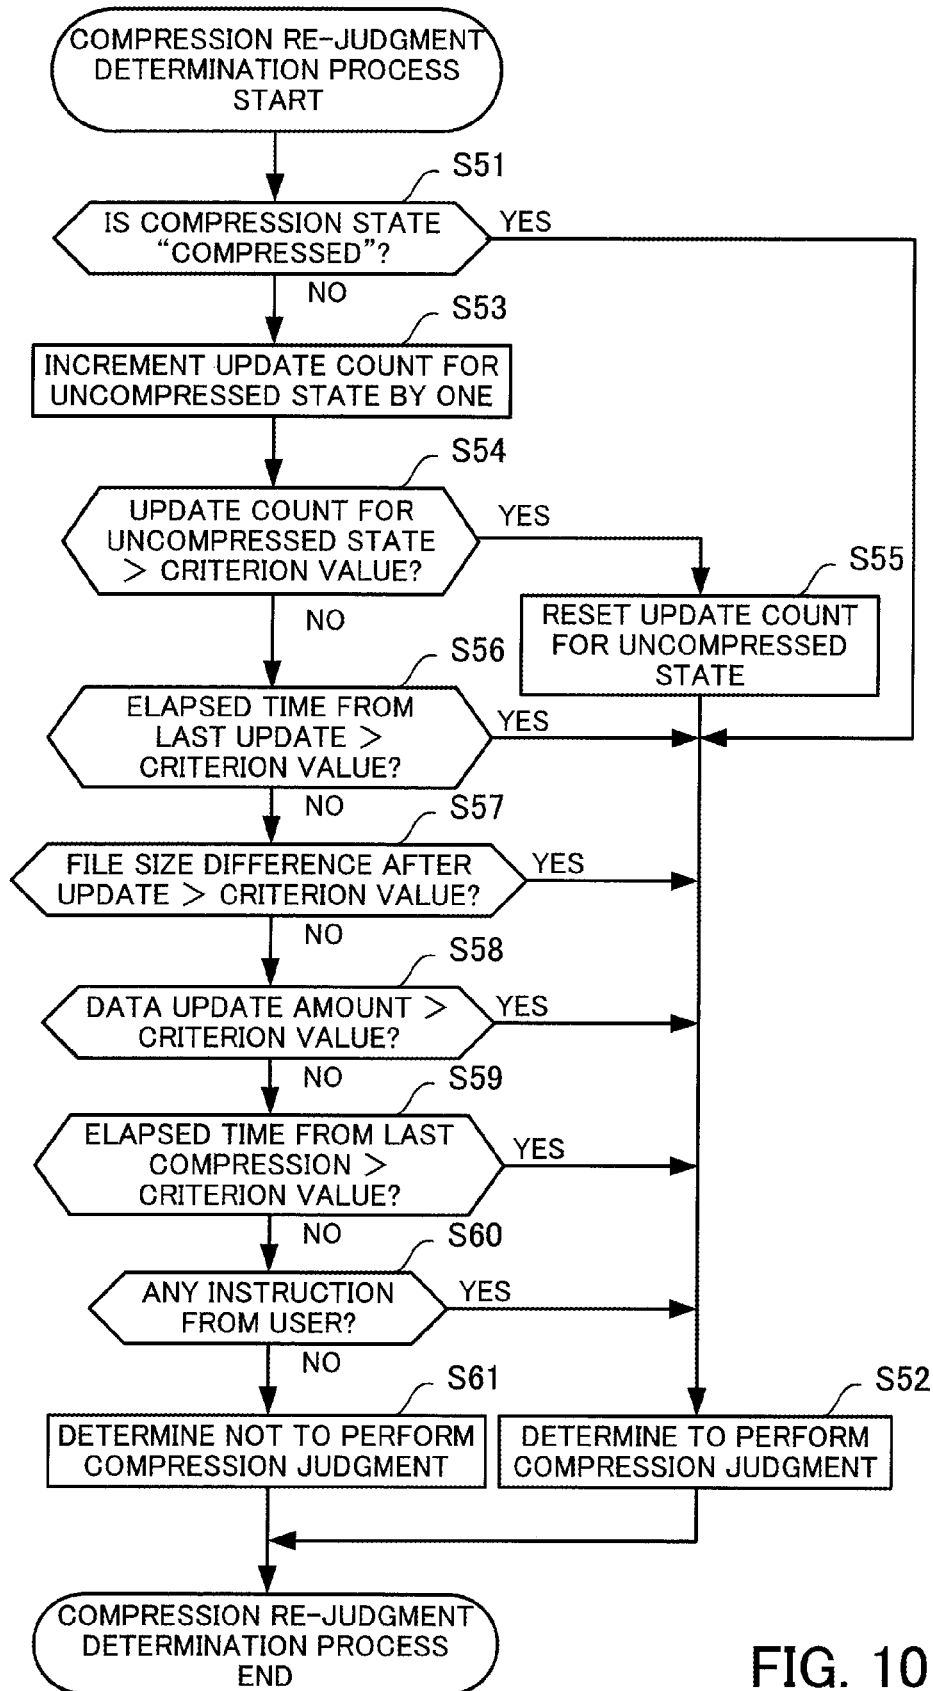 COMPRESSION RE-JUDGMENT
DETERMINATION PROCESS
START
S51
IS COMPRESSION STATE
“COMPRESSED”?
YES
NO
S53
INCREMENT UPDATE COUNT FOR
UNCOMPRESSED STATE BY ONE
S54
UPDATE COUNT FOR
UNCOMPRESSED STATE
> CRITERION VALUE?
YES
NO
S55
RESET UPDATE COUNT
FOR UNCOMPRESSED
STATE
S56
ELAPSED TIME FROM
LAST UPDATE >
CRITERION VALUE?
YES
NO
S57
FILE SIZE DIFFERENCE AFTER
UPDATE > CRITERION VALUE?
YES
NO
S58
DATA UPDATE AMOUNT >
CRITERION VALUE?
YES
NO
S59
ELAPSED TIME FROM LAST
COMPRESSION >
CRITERION VALUE?
YES
NO
S60
ANY INSTRUCTION
FROM USER?
YES
NO
S61
DETERMINE NOT TO PERFORM
COMPRESSION JUDGMENT
S52
DETERMINE TO PERFORM
COMPRESSION JUDGMENT
COMPRESSION RE-JUDGMENT
DETERMINATION PROCESS
END
FIG. 10